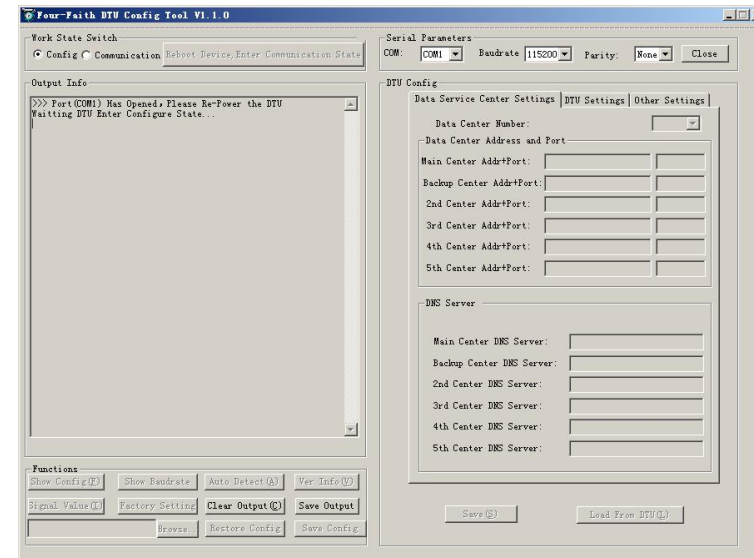 Four-Faith DTU Config Tool V1.1.0
Work State Switch
Config Communication Reboot Device,Enter Communication State
Serial Parameters
COM: COM1 Baudrate 115200 Parity: None Close
Output Info
>>> Port(COM1) Has Opened,Please Re-Power the DTU
Waitting DTU Enter Configure State...
DTU Config
Data Service Center Settings DTU Settings Other Settings
Data Center Number:
Data Center Address and Port
Main Center Addr+Port:
Backup Center Addr+Port:
2nd Center Addr+Port:
3rd Center Addr+Port:
4th Center Addr+Port:
5th Center Addr+Port:
DNS Server
Main Center DNS Server:
Backup Center DNS Server:
2nd Center DNS Server:
3rd Center DNS Server:
4th Center DNS Server:
5th Center DNS Server:
Functions
Show Config(F) Show Baudrate Auto Detect(A) Ver Info(V)
Signal Value(I) Factory Setting Clear Output(C) Save Output
Browse.. Restore Config Save Config
Save(S) Load From DTU(L)